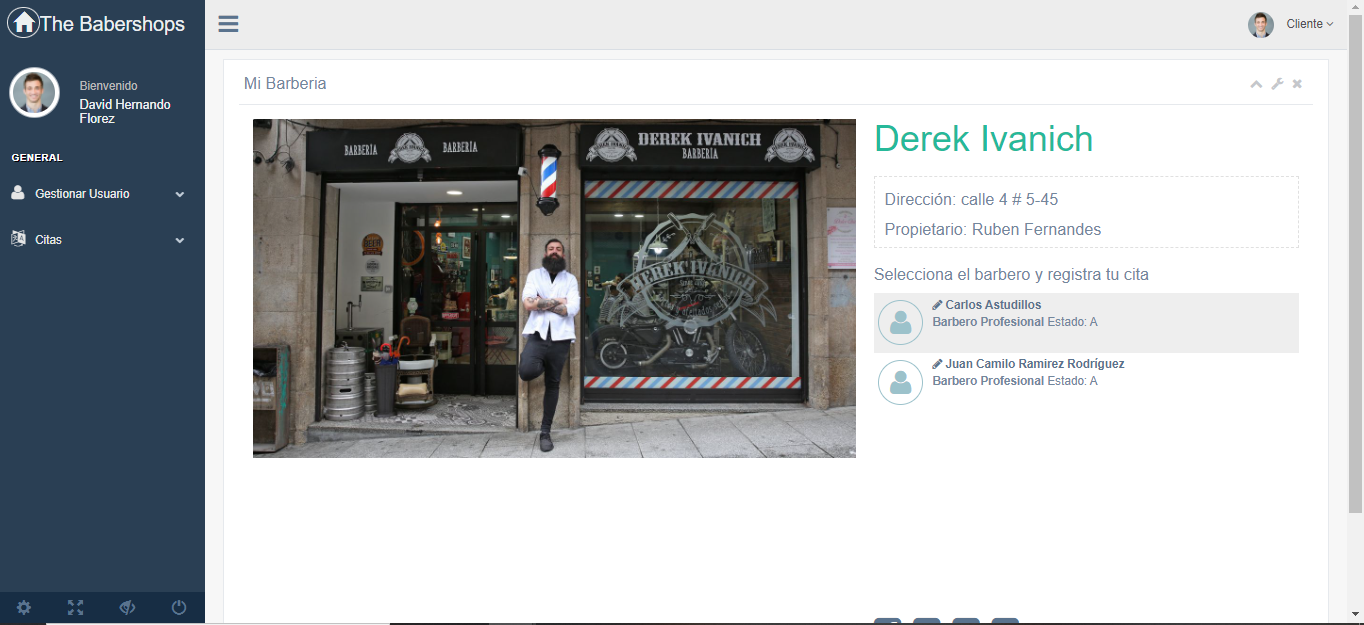 The Babershops
Cliente
Bienvenido
David Hernando
Florez
GENERAL
Gestionar Usuario
Citas
Mi Barberia
BARBERÍA
BARBERÍA
DEREK IVANICH
BARBERÍA
DEREK IVANICH
Derek Ivanich
Dirección: calle 4 # 5-45
Propietario: Ruben Fernandes
Selecciona el barbero y registra tu cita
Carlos Astudillos
Barbero Profesional Estado: A
Juan Camilo Ramirez Rodríguez
Barbero Profesional Estado: A